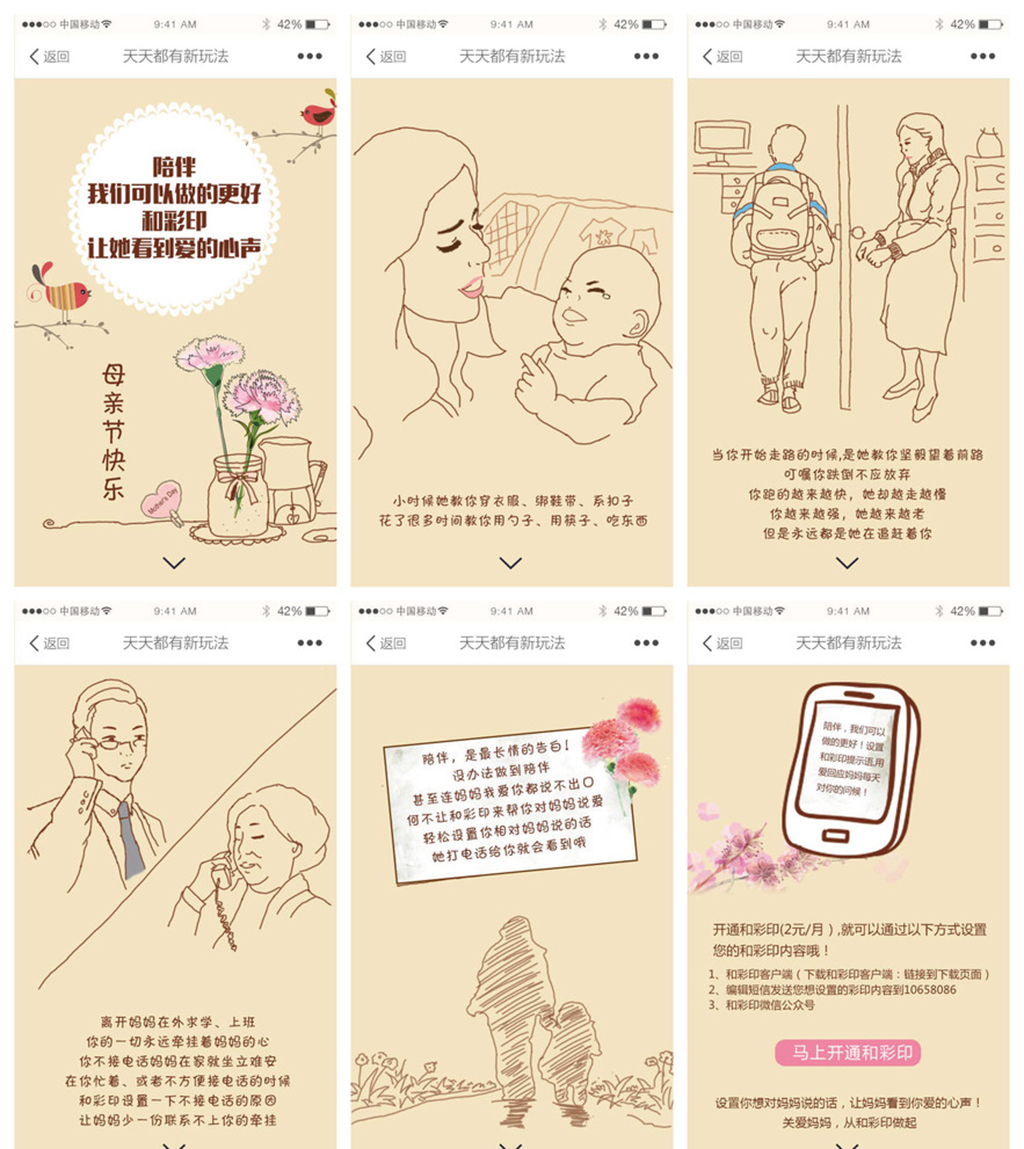 中国移动 9:41 AM 42%
返回 天天都有新玩法
陪伴
我们可以做的更好
和彩印
让她看到爱的心声
母亲节快乐
Mother's Day
中国移动 9:41 AM 42%
返回 天天都有新玩法
小时候她教你穿衣服、绑鞋带、系扣子
花了很多时间教你用勺子、用筷子、吃东西
中国移动 9:41 AM 42%
返回 天天都有新玩法
当你开始走路的时候,是她教你坚毅望着前路
叮嘱你跌倒不应放弃
你跑的越来越快，她却越走越慢
你越来越强，她越来越老
但是永远都是她在追赶着你
中国移动 9:41 AM 42%
返回 天天都有新玩法
离开妈妈在外求学、上班
你的一切永远牵挂着妈妈的心
你不接电话妈妈在家就坐立难安
在你忙着、或者不方便接电话的时候
和彩印设置一下不接电话的原因
让妈妈少一份联系不上你的牵挂
中国移动 9:41 AM 42%
返回 天天都有新玩法
陪伴，是最长情的告白！
没办法做到陪伴
甚至连妈妈我爱你都说不出口
何不让和彩印来帮你对妈妈说爱
轻松设置你相对妈妈说的话
她打电话给你就会看到哦
中国移动 9:41 AM 42%
返回 天天都有新玩法
陪伴，我们可以
做的更好！设置
和彩印提示语,用
爱回应妈妈每天
对你的问候！
开通和彩印(2元/月）,就可以通过以下方式设置
您的和彩印内容哦！
1、和彩印客户端（下载和彩印客户端：链接到下载页面）
2、编辑短信发送您想设置的彩印内容到10658086
3、和彩印微信公众号
马上开通和彩印
设置你想对妈妈说的话，让妈妈看到你爱的心声！
关爱妈妈，从和彩印做起